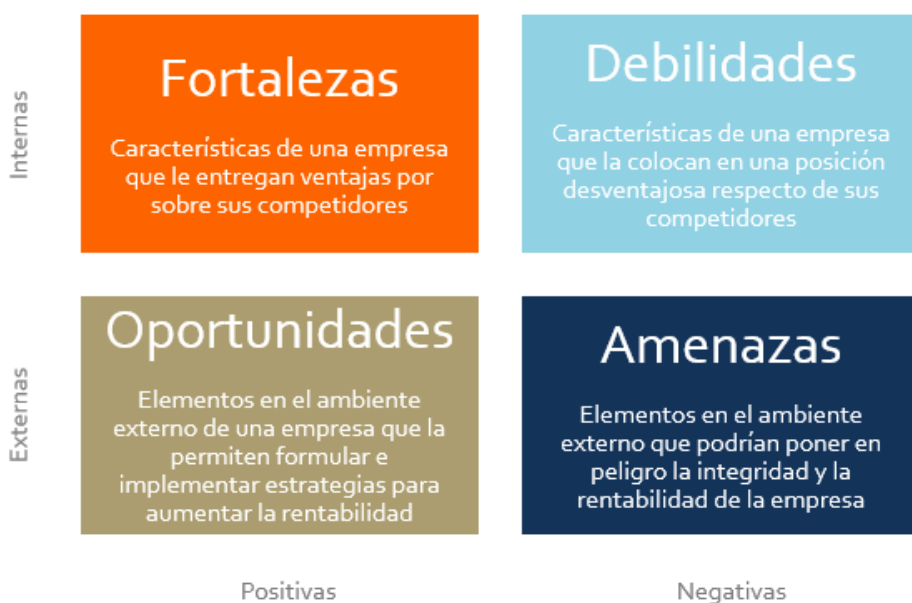 Internas
Fortalezas
Características de una empresa
que le entregan ventajas por
sobre sus competidores
Debilidades
Características de una empresa
que la colocan en una posición
desventajosa respecto de sus
competidores
Externas
Oportunidades
Elementos en el ambiente
externo de una empresa que la
permiten formular e
implementar estrategias para
aumentar la rentabilidad
Amenazas
Elementos en el ambiente
externo que podrían poner en
peligro la integridad y la
rentabilidad de la empresa
Positivas
Negativas